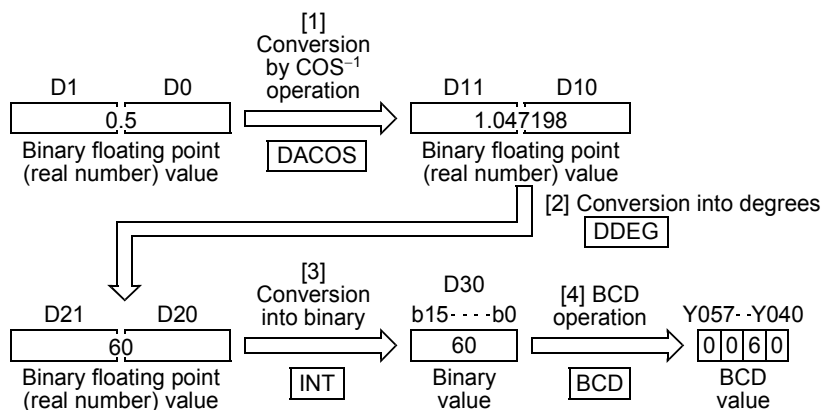 [1]
Conversion
by COS⁻¹
operation
D1 D0
0.5
Binary floating point
(real number) value
DACOS
D11 D10
1.047198
Binary floating point
(real number) value
[2] Conversion into degrees
DDEG
D21 D20
60
Binary floating point
(real number) value
[3]
Conversion
into binary
INT
D30
b15----b0
60
Binary
value
[4] BCD
operation
BCD
Y057--Y040
0 0 6 0
BCD
value